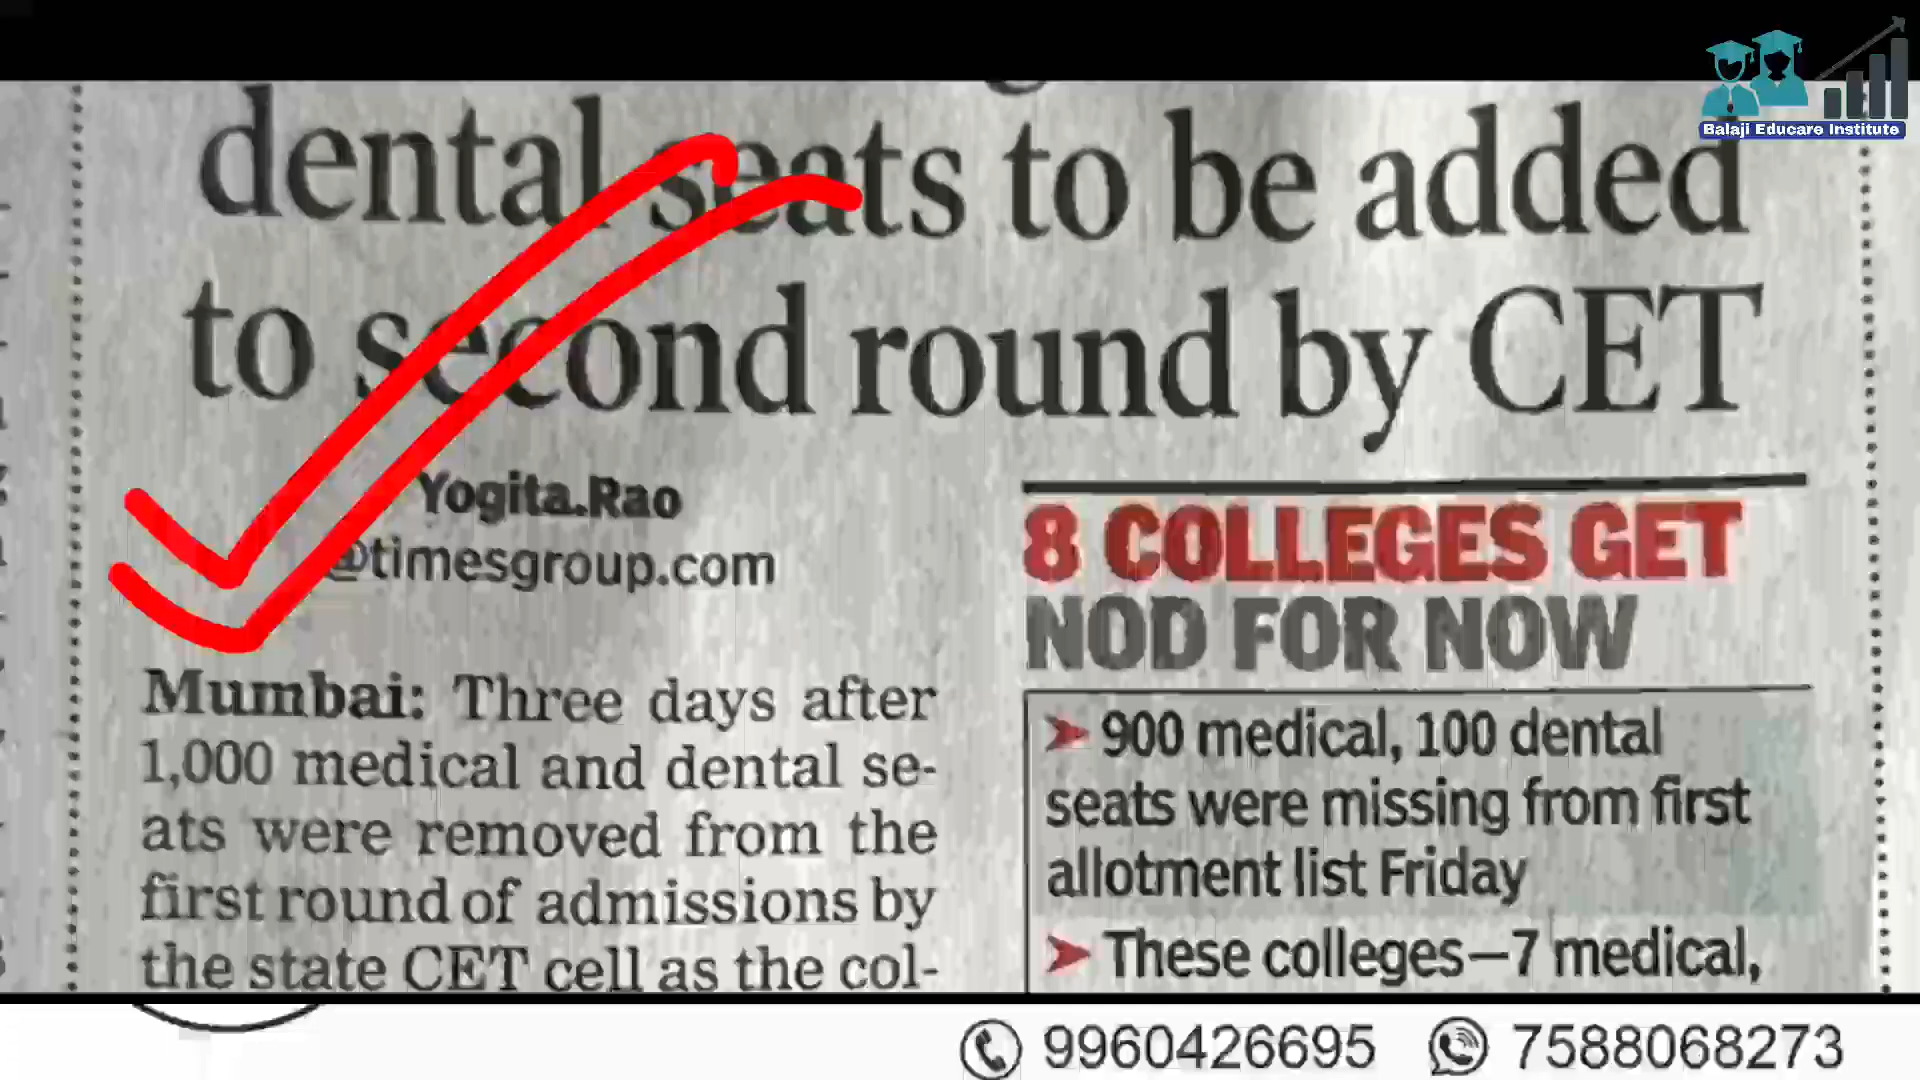 Balaji Educare Institute
dental seats to be added
to second round by CET
Yogita.Rao
@timesgroup.com
Mumbai: Three days after
1,000 medical and dental se-
ats were removed from the
first round of admissions by
the state CET cell as the col-
8 COLLEGES GET
NOD FOR NOW
➤ 900 medical, 100 dental
seats were missing from first
allotment list Friday
➤ These colleges—7 medical,
9960426695 7588068273